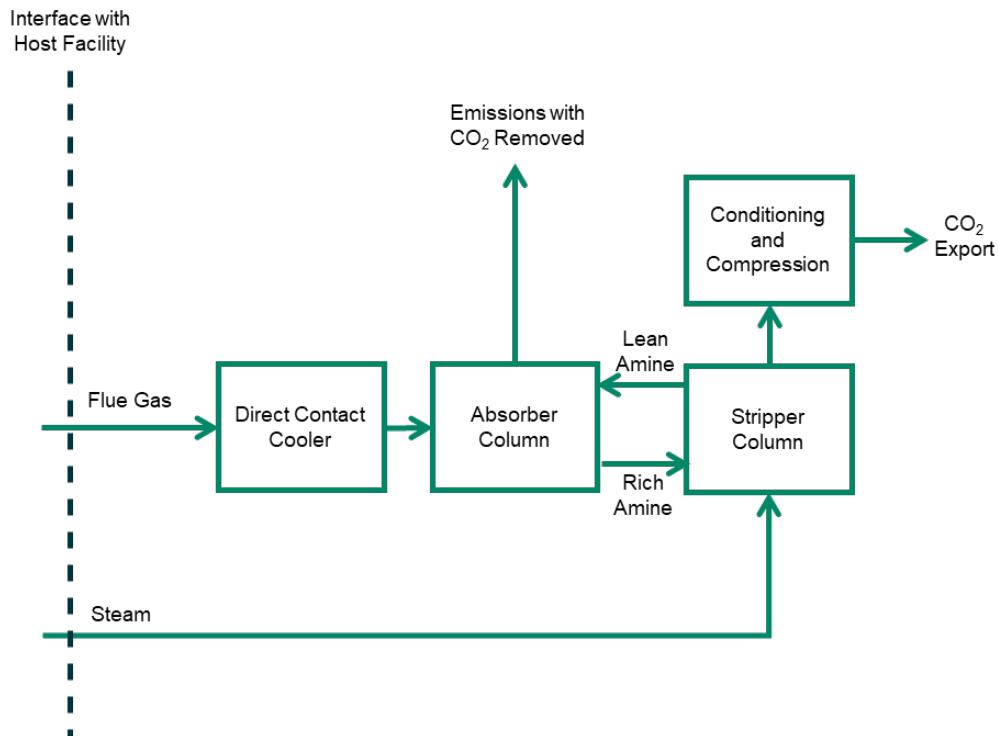 Interface with
Host Facility
Emissions with
CO₂ Removed
Conditioning
and
Compression
CO₂
Export
Lean
Amine
Flue Gas
Direct Contact
Cooler
Absorber
Column
Stripper
Column
Rich
Amine
Steam